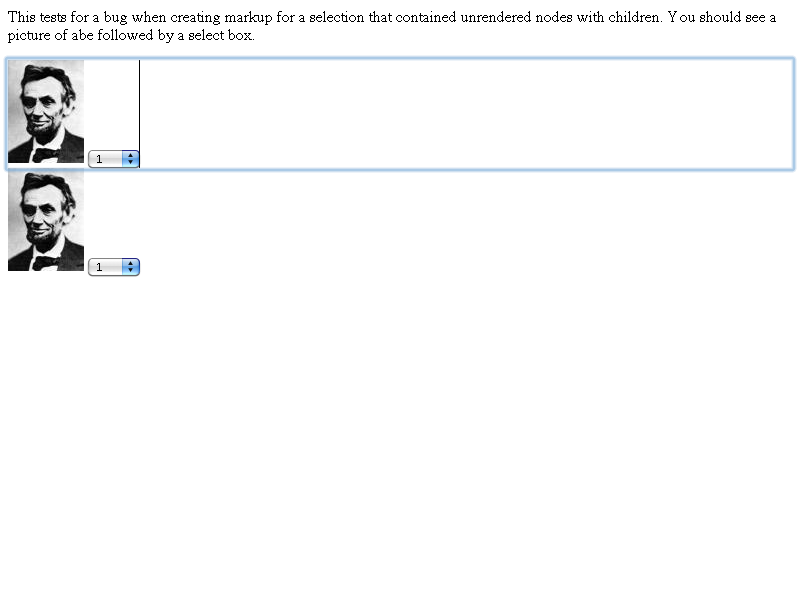 This tests for a bug when creating markup for a selection that contained unrendered nodes with children. You should see a
picture of abe followed by a select box.
1
1